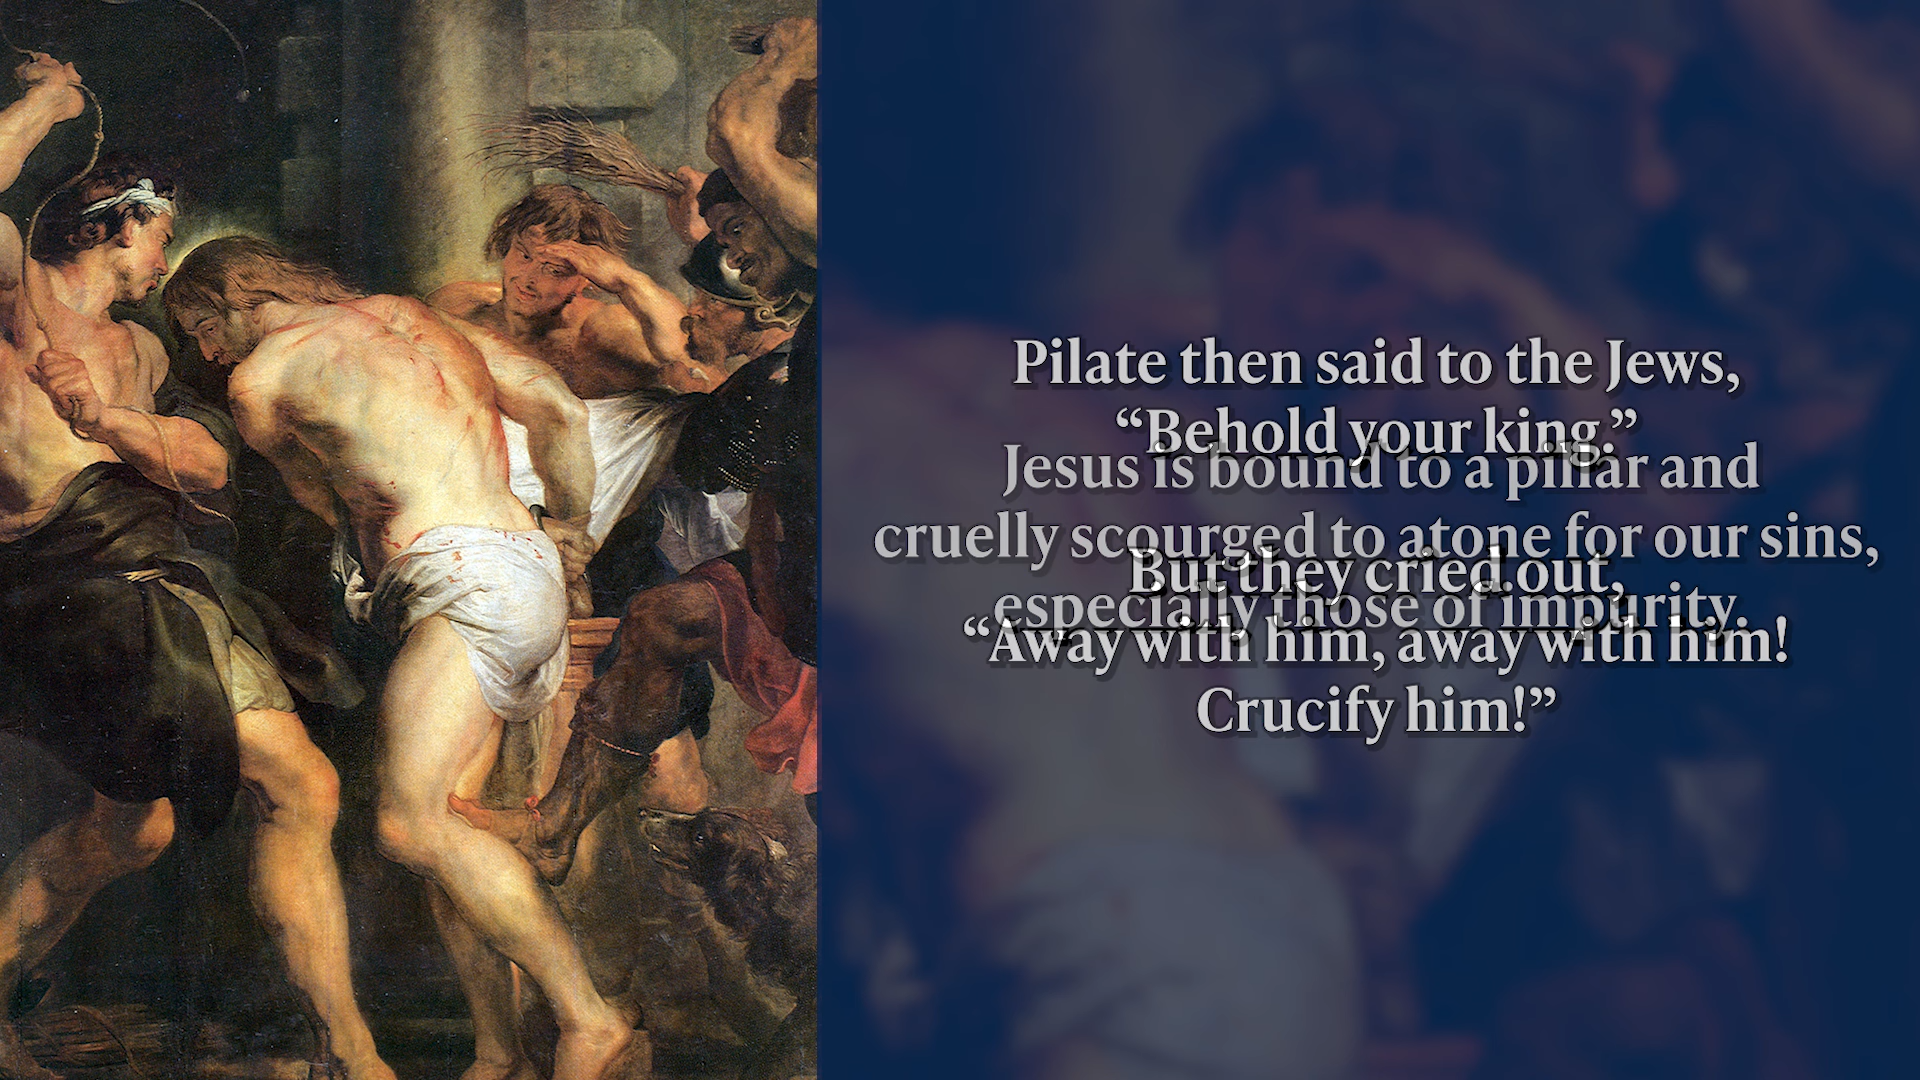 Pilate then said to the Jews,
“Behold your king.”
Jesus is bound to a pillar and
cruelly scourged to atone for our sins,
But they cried out,
especially those of impurity.
“Away with him, away with him!
Crucify him!”